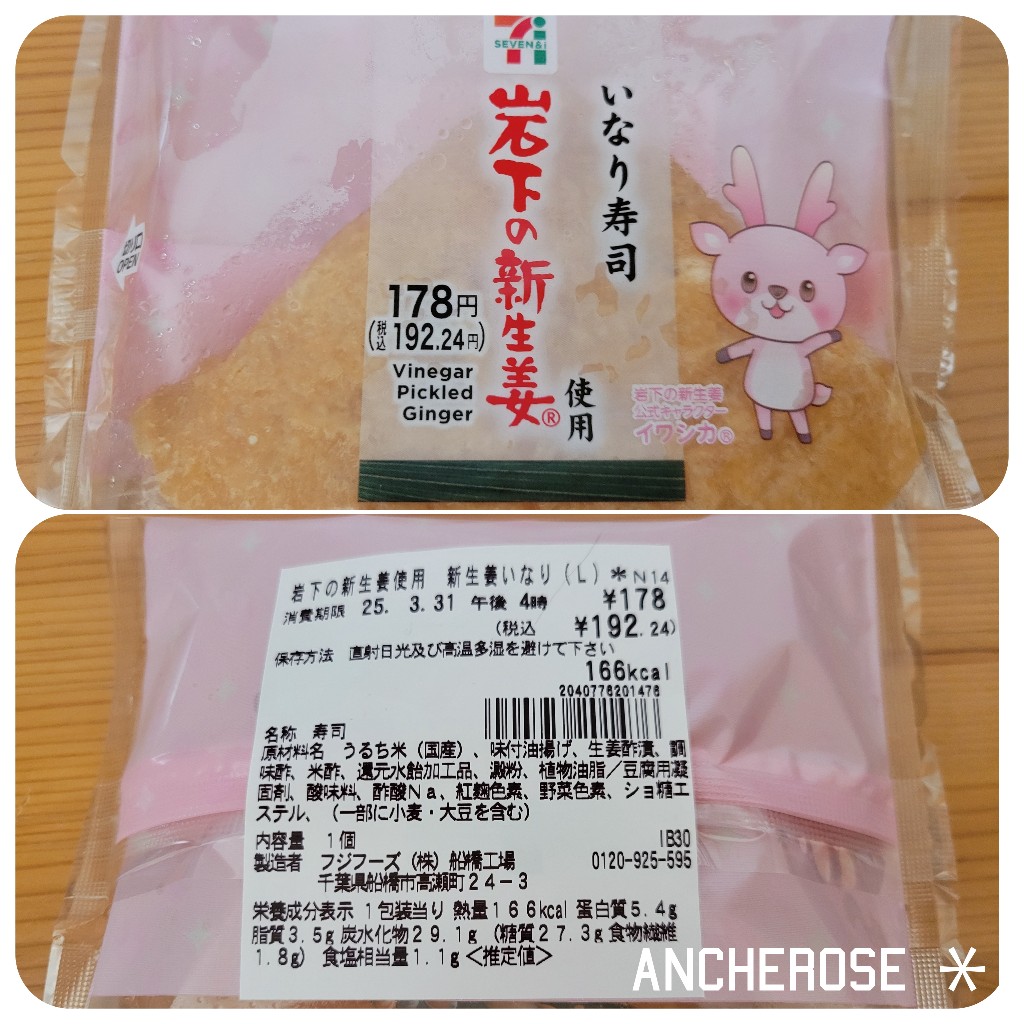 SEVEN&i
いなり寿司
岩下の新生姜®
使用
178円
(税込192.24円)
Vinegar
Pickled
Ginger
切り口
OPEN
岩下の新生姜
公式キャラクター
イワシカ®
岩下の新生姜使用 新生姜いなり(L)* N14
消費期限 25. 3.31 午後 4時 ¥178
(税込 ¥192.24)
保存方法 直射日光及び高温多湿を避けて下さい
166kcal
2040776201476
名称 寿司
原材料名 うるち米(国産)、味付油揚げ、生姜酢漬、調
味酢、米酢、還元水飴加工品、澱粉、植物油脂/豆腐用凝
固剤、酸味料、酢酸Na、紅麹色素、野菜色素、ショ糖エ
ステル、(一部に小麦・大豆を含む)
内容量 1個 IB30
製造者 フジフーズ(株)船橋工場 0120-925-595
千葉県船橋市高瀬町24-3
栄養成分表示 1包装当り 熱量166kcal 蛋白質5.4g
脂質3.5g 炭水化物29.1g (糖質27.3g 食物繊維
1.8g) 食塩相当量1.1g<推定値>
ANCHEROSE *